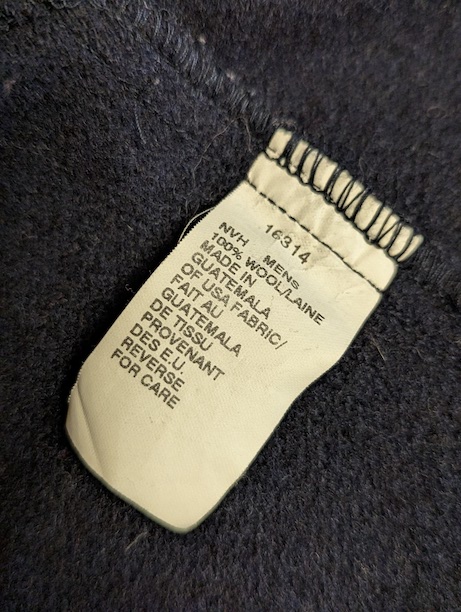 16314
NVH MENS
100% WOOL/LAINE
MADE IN
GUATEMALA
OF USA FABRIC/
FAIT AU
GUATEMALA
DE TISSU
PROVENANT
DES E.U.
REVERSE
FOR CARE